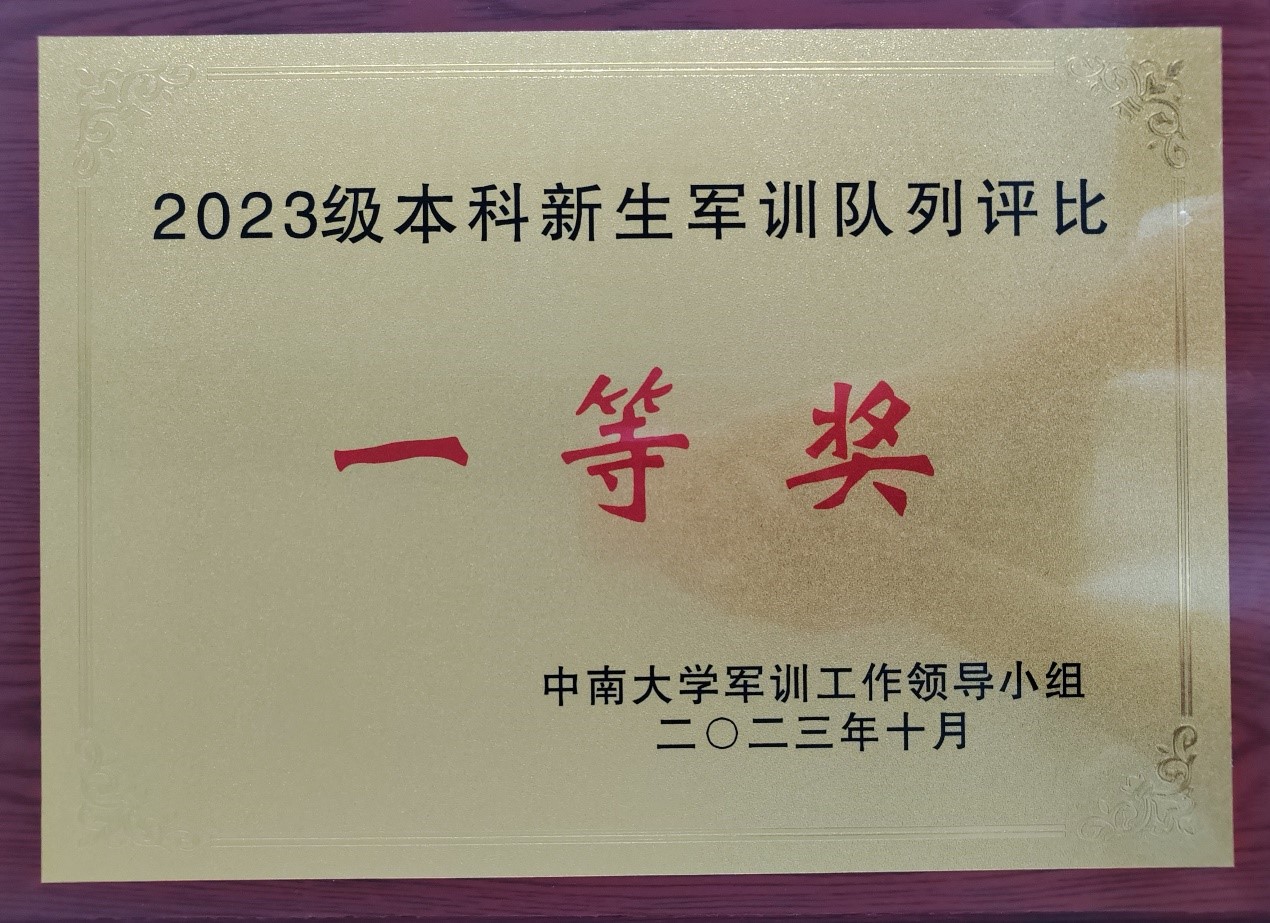 2023级本科新生军训队列评比
一等奖
中南大学军训工作领导小组
二〇二三年十月